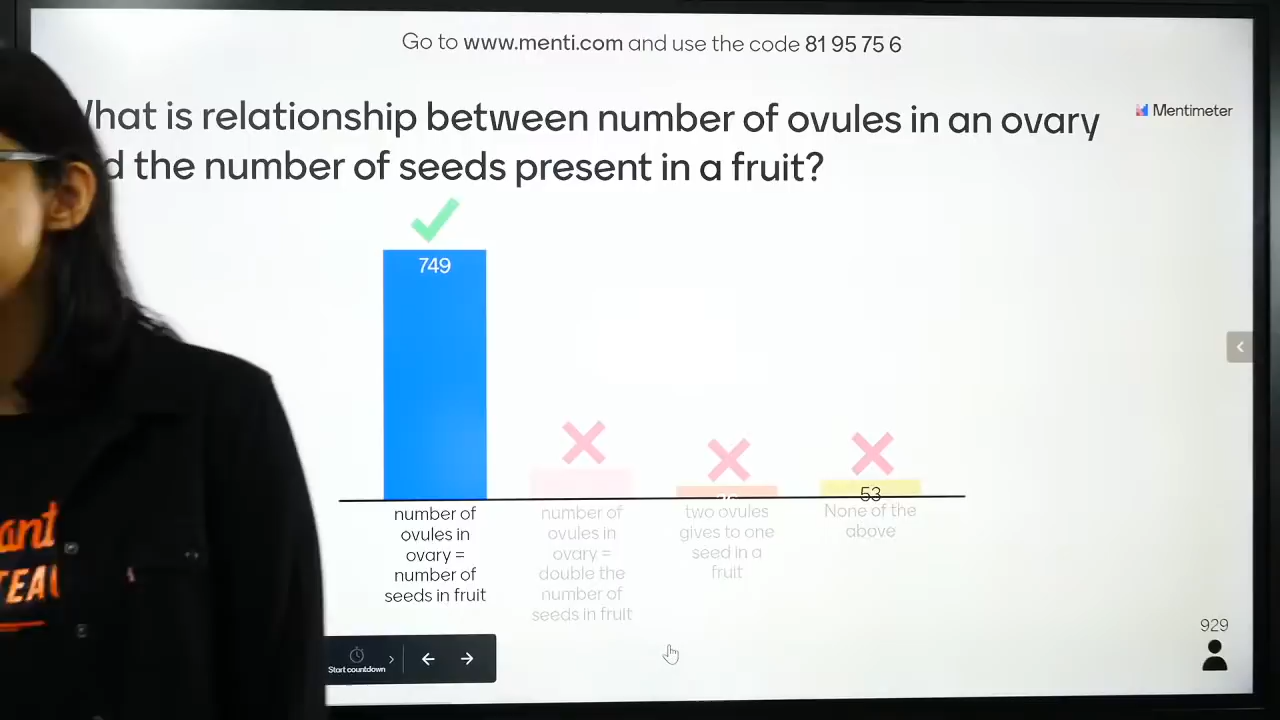 Go to www.menti.com and use the code 81 95 75 6
hat is relationship between number of ovules in an ovary
d the number of seeds present in a fruit?
Mentimeter
749
53
number of
ovules in
ovary =
number of
seeds in fruit
number of
ovules in
ovary =
double the
number of
seeds in fruit
two ovules
gives to one
seed in a
fruit
None of the
above
929
Start countdown
ant
TEA